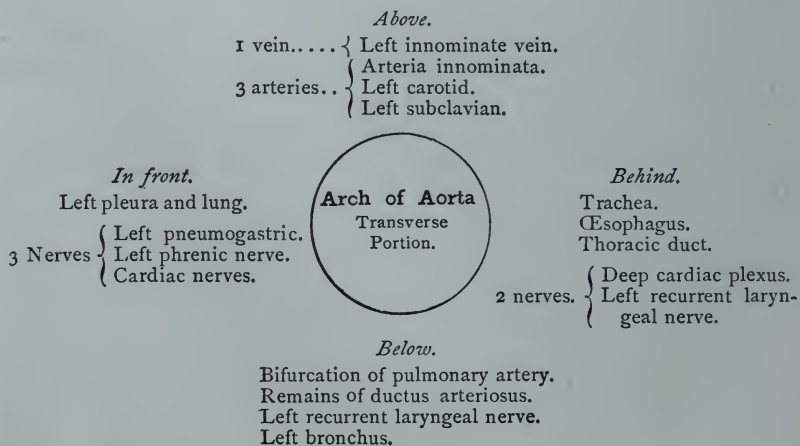 Above.
1 vein..... { Left innominate vein.
3 arteries.. { Arteria innominata.
Left carotid.
Left subclavian.
In front.
Left pleura and lung.
3 Nerves { Left pneumogastric.
Left phrenic nerve.
Cardiac nerves.
Arch of Aorta
Transverse
Portion.
Behind.
Trachea.
Œsophagus.
Thoracic duct.
2 nerves. { Deep cardiac plexus.
Left recurrent laryn-
geal nerve.
Below.
Bifurcation of pulmonary artery.
Remains of ductus arteriosus.
Left recurrent laryngeal nerve.
Left bronchus.